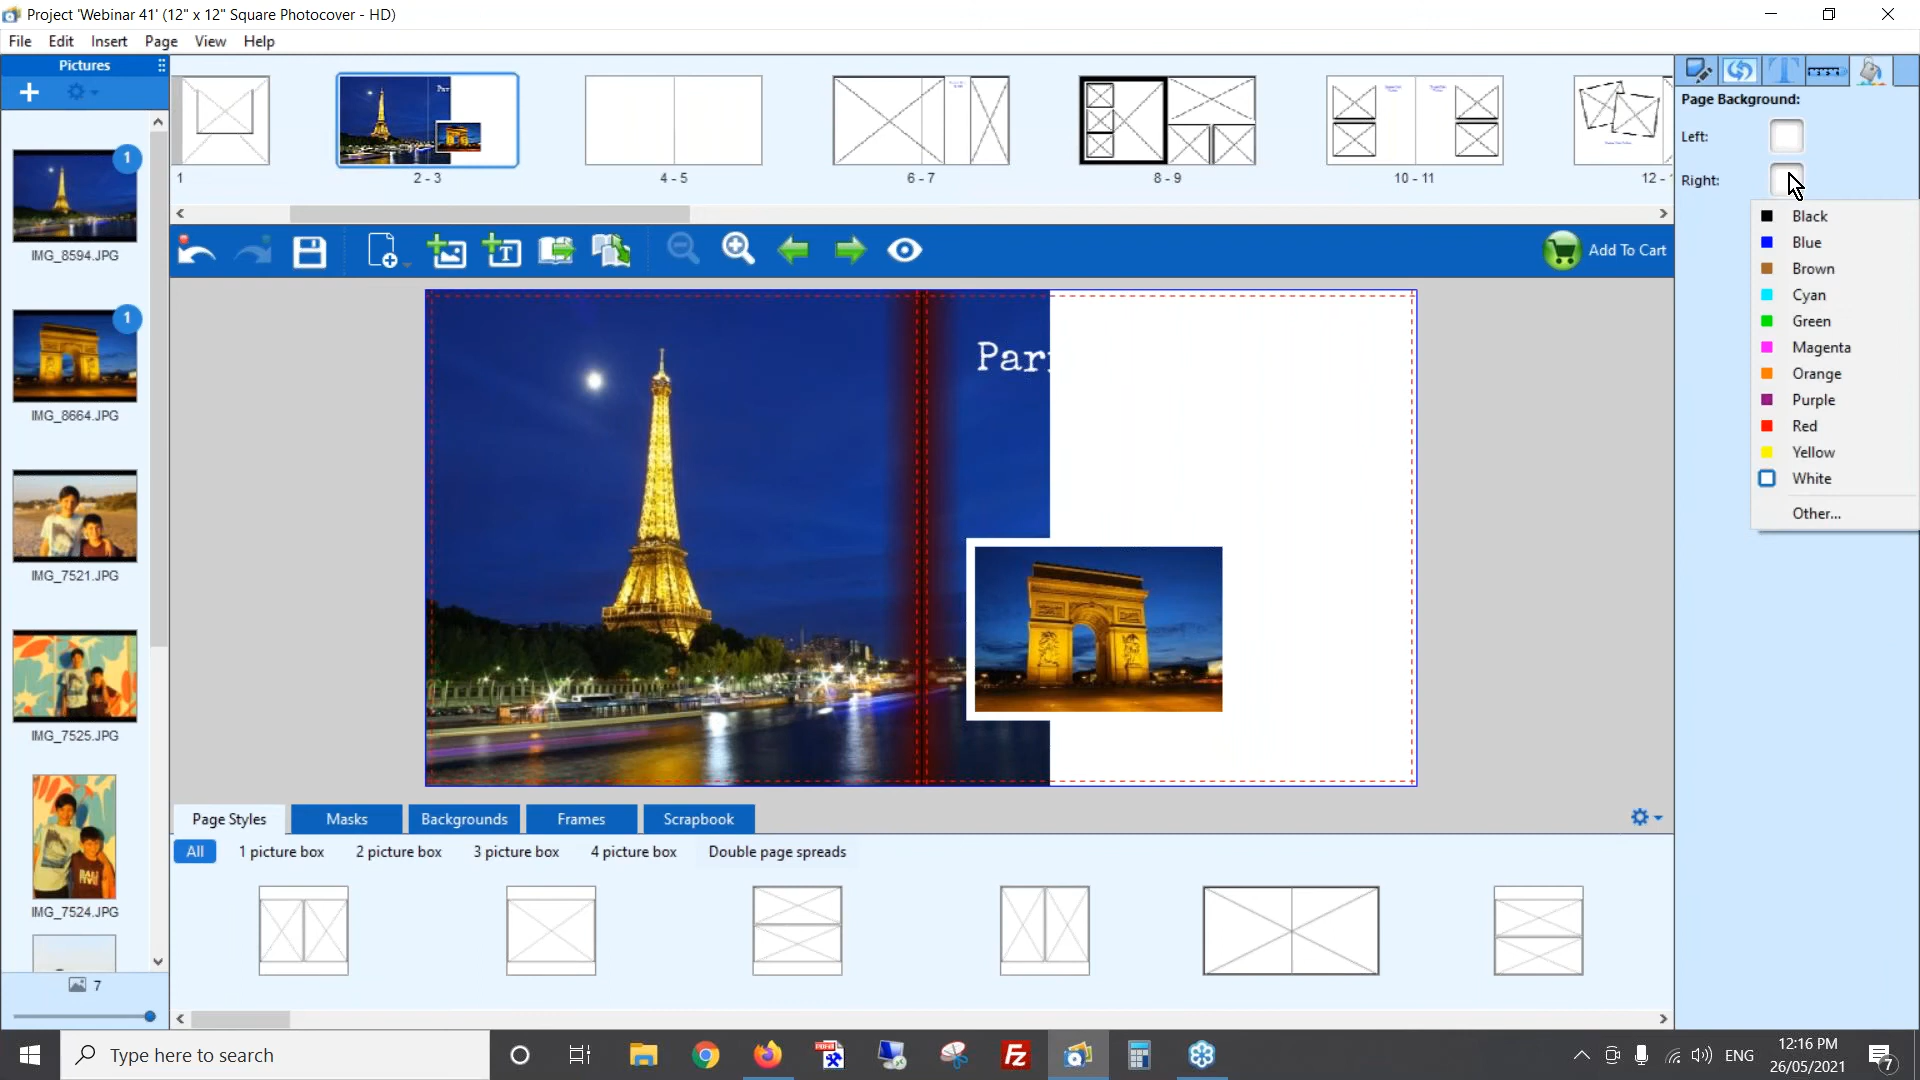 Project 'Webinar 41' (12" x 12" Square Photocover - HD)
File Edit Insert Page View Help
Pictures
1
IMG_8594.JPG
1
IMG_8664.JPG
IMG_7521.JPG
IMG_7525.JPG
IMG_7524.JPG
7
1
2 - 3
4 - 5
6 - 7
8 - 9
10 - 11
12 -
Add To Cart
Par
Page Background:
Left:
Right:
Black
Blue
Brown
Cyan
Green
Magenta
Orange
Purple
Red
Yellow
White
Other...
Page Styles Masks Backgrounds Frames Scrapbook
All 1 picture box 2 picture box 3 picture box 4 picture box Double page spreads
Type here to search
ENG
12:16 PM
26/05/2021
7